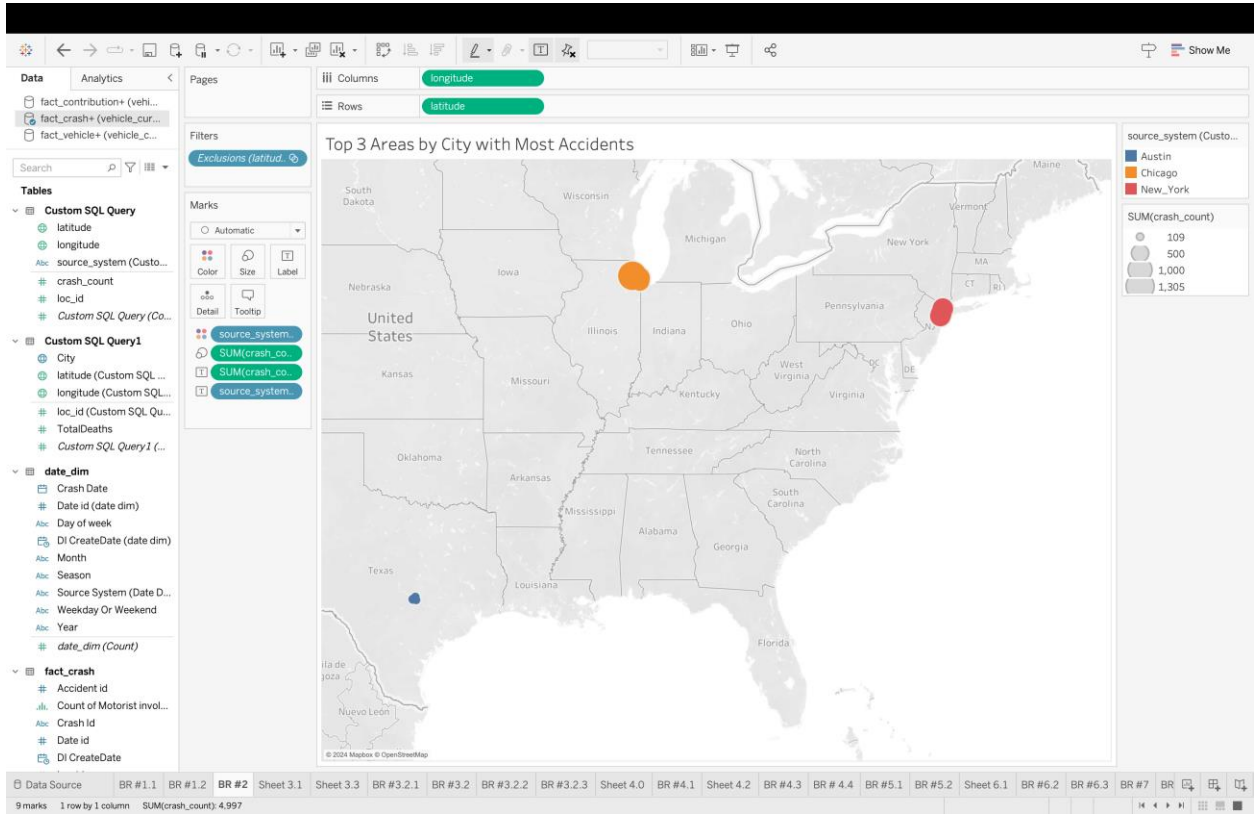 Show Me
Data
Analytics
fact_contribution+ (vehi...
fact_crash+ (vehicle_cur...
fact_vehicle+ (vehicle_c...
Search
Tables
Custom SQL Query
latitude
longitude
Abc source_system (Custo...
# crash_count
# loc_id
# Custom SQL Query (Co...
Custom SQL Query1
City
latitude (Custom SQL ...
longitude (Custom SQL...
# loc_id (Custom SQL Qu...
# TotalDeaths
# Custom SQL Query1 (...
date_dim
Crash Date
# Date id (date dim)
Abc Day of week
DI CreateDate (date dim)
Abc Month
Abc Season
Abc Source System (Date D...
Abc Weekday Or Weekend
Abc Year
# date_dim (Count)
fact_crash
# Accident id
Count of Motorist invol...
Abc Crash Id
# Date id
DI CreateDate
Pages
Filters
Exclusions (latitud..
Marks
Automatic
Color
Size
Label
Detail
Tooltip
source_system..
SUM(crash_co..
SUM(crash_co..
source_system..
Columns
longitude
Rows
latitude
Top 3 Areas by City with Most Accidents
South Dakota
Wisconsin
Michigan
Maine
Vermont
New York
MA
CT
RI
Nebraska
Iowa
United States
Illinois
Indiana
Ohio
Pennsylvania
NJ
Kansas
Missouri
West Virginia
DC
DE
Kentucky
Virginia
Oklahoma
Arkansas
Tennessee
North Carolina
South Carolina
Mississippi
Alabama
Georgia
Texas
Louisiana
Florida
Nuevo León
© 2024 Mapbox © OpenStreetMap
source_system (Custo...
Austin
Chicago
New_York
SUM(crash_count)
109
500
1,000
1,305
Data Source
BR #1.1
BR #1.2
BR #2
Sheet 3.1
Sheet 3.3
BR #3.2.1
BR #3.2
BR #3.2.2
BR #3.2.3
Sheet 4.0
BR #4.1
Sheet 4.2
BR #4.3
BR # 4.4
BR #5.1
BR #5.2
Sheet 6.1
BR #6.2
BR #6.3
BR #7
BR
9 marks
1 row by 1 column
SUM(crash_count): 4,997